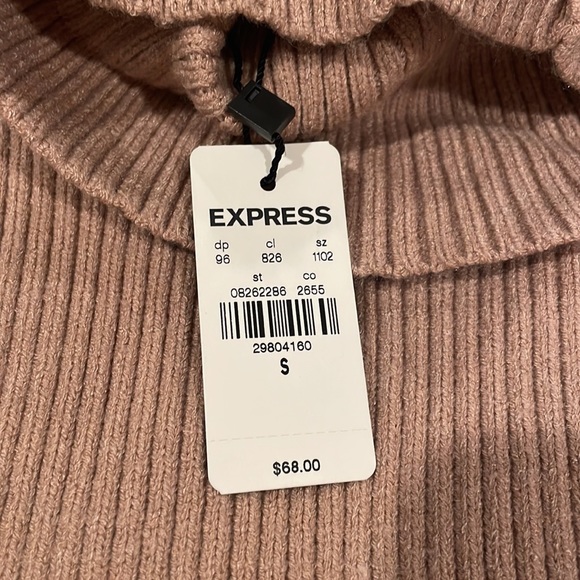 EXPRESS
dp cl sz
96 826 1102
st co
08262286 2655
29804160
S
$68.00